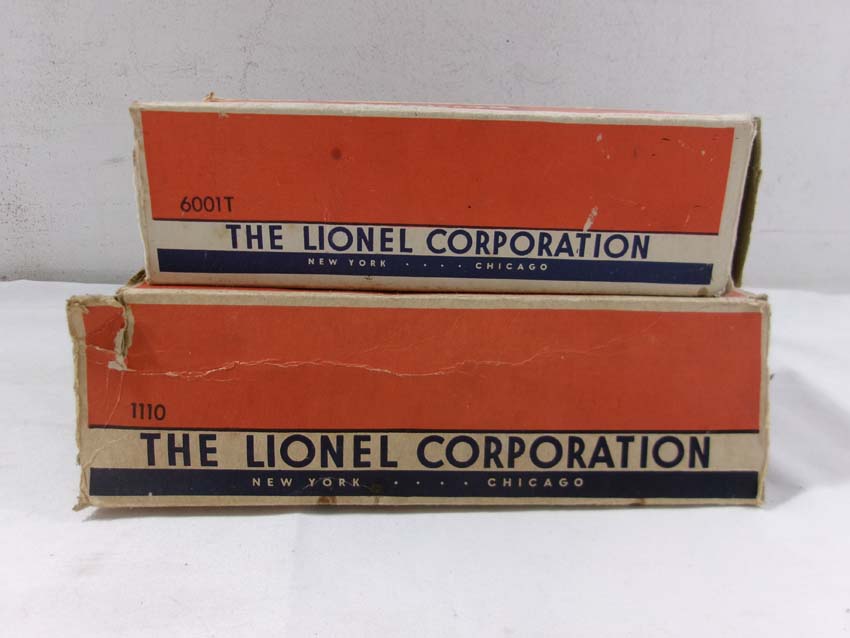 6001T
THE LIONEL CORPORATION
NEW YORK · · · · CHICAGO
1110
THE LIONEL CORPORATION
NEW YORK · · · · CHICAGO